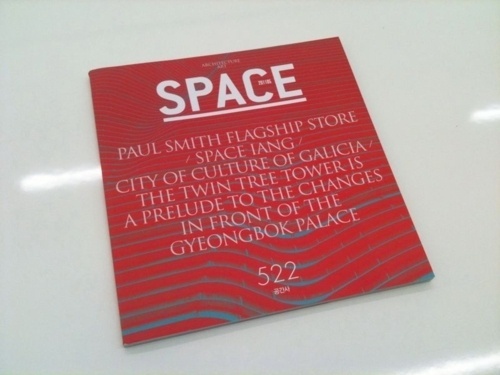 SPACE
PAUL SMITH FLAGSHIP STORE
/ SPACE IANG /
CITY OF CULTURE OF GALICIA /
THE TWIN TREE TOWER IS
A PRELUDE TO THE CHANGES
IN FRONT OF THE
GYEONGBOK PALACE
522